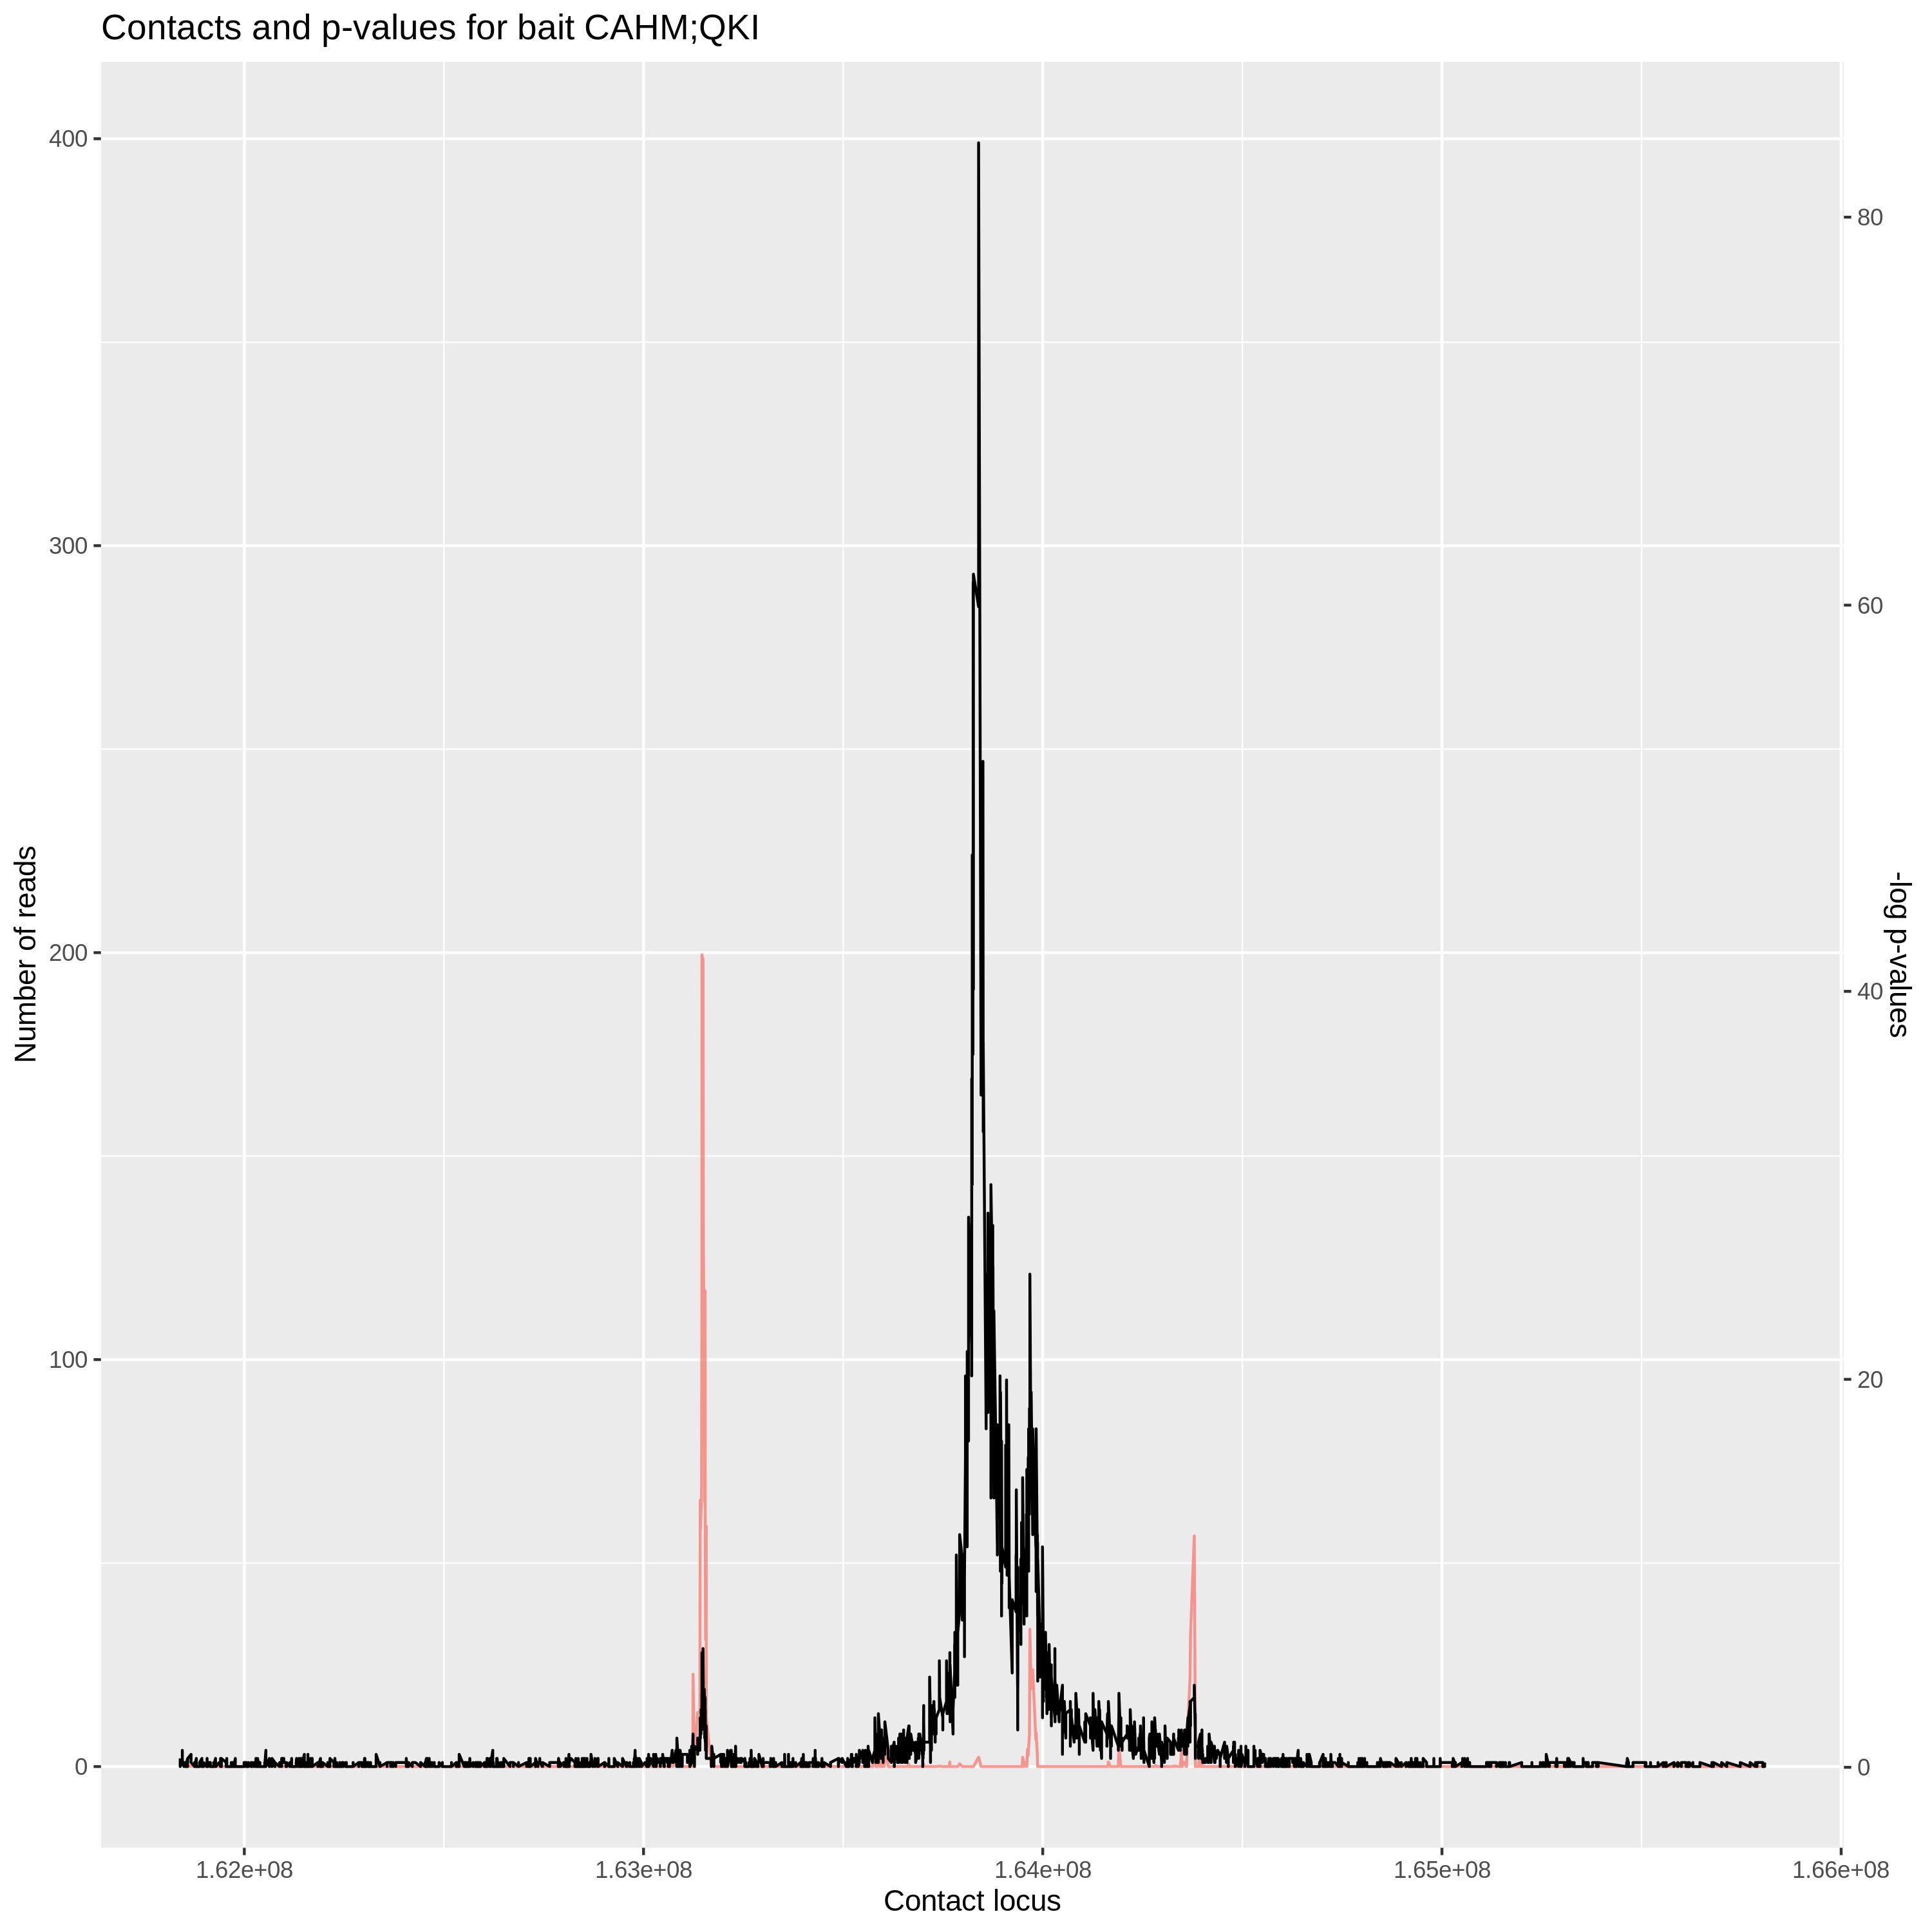 Contacts and p-values for bait CAHM;QKI
400
300
200
100
0
Number of reads
80
60
40
20
0
-log p-values
1.62e+08
1.63e+08
1.64e+08
1.65e+08
1.66e+08
Contact locus